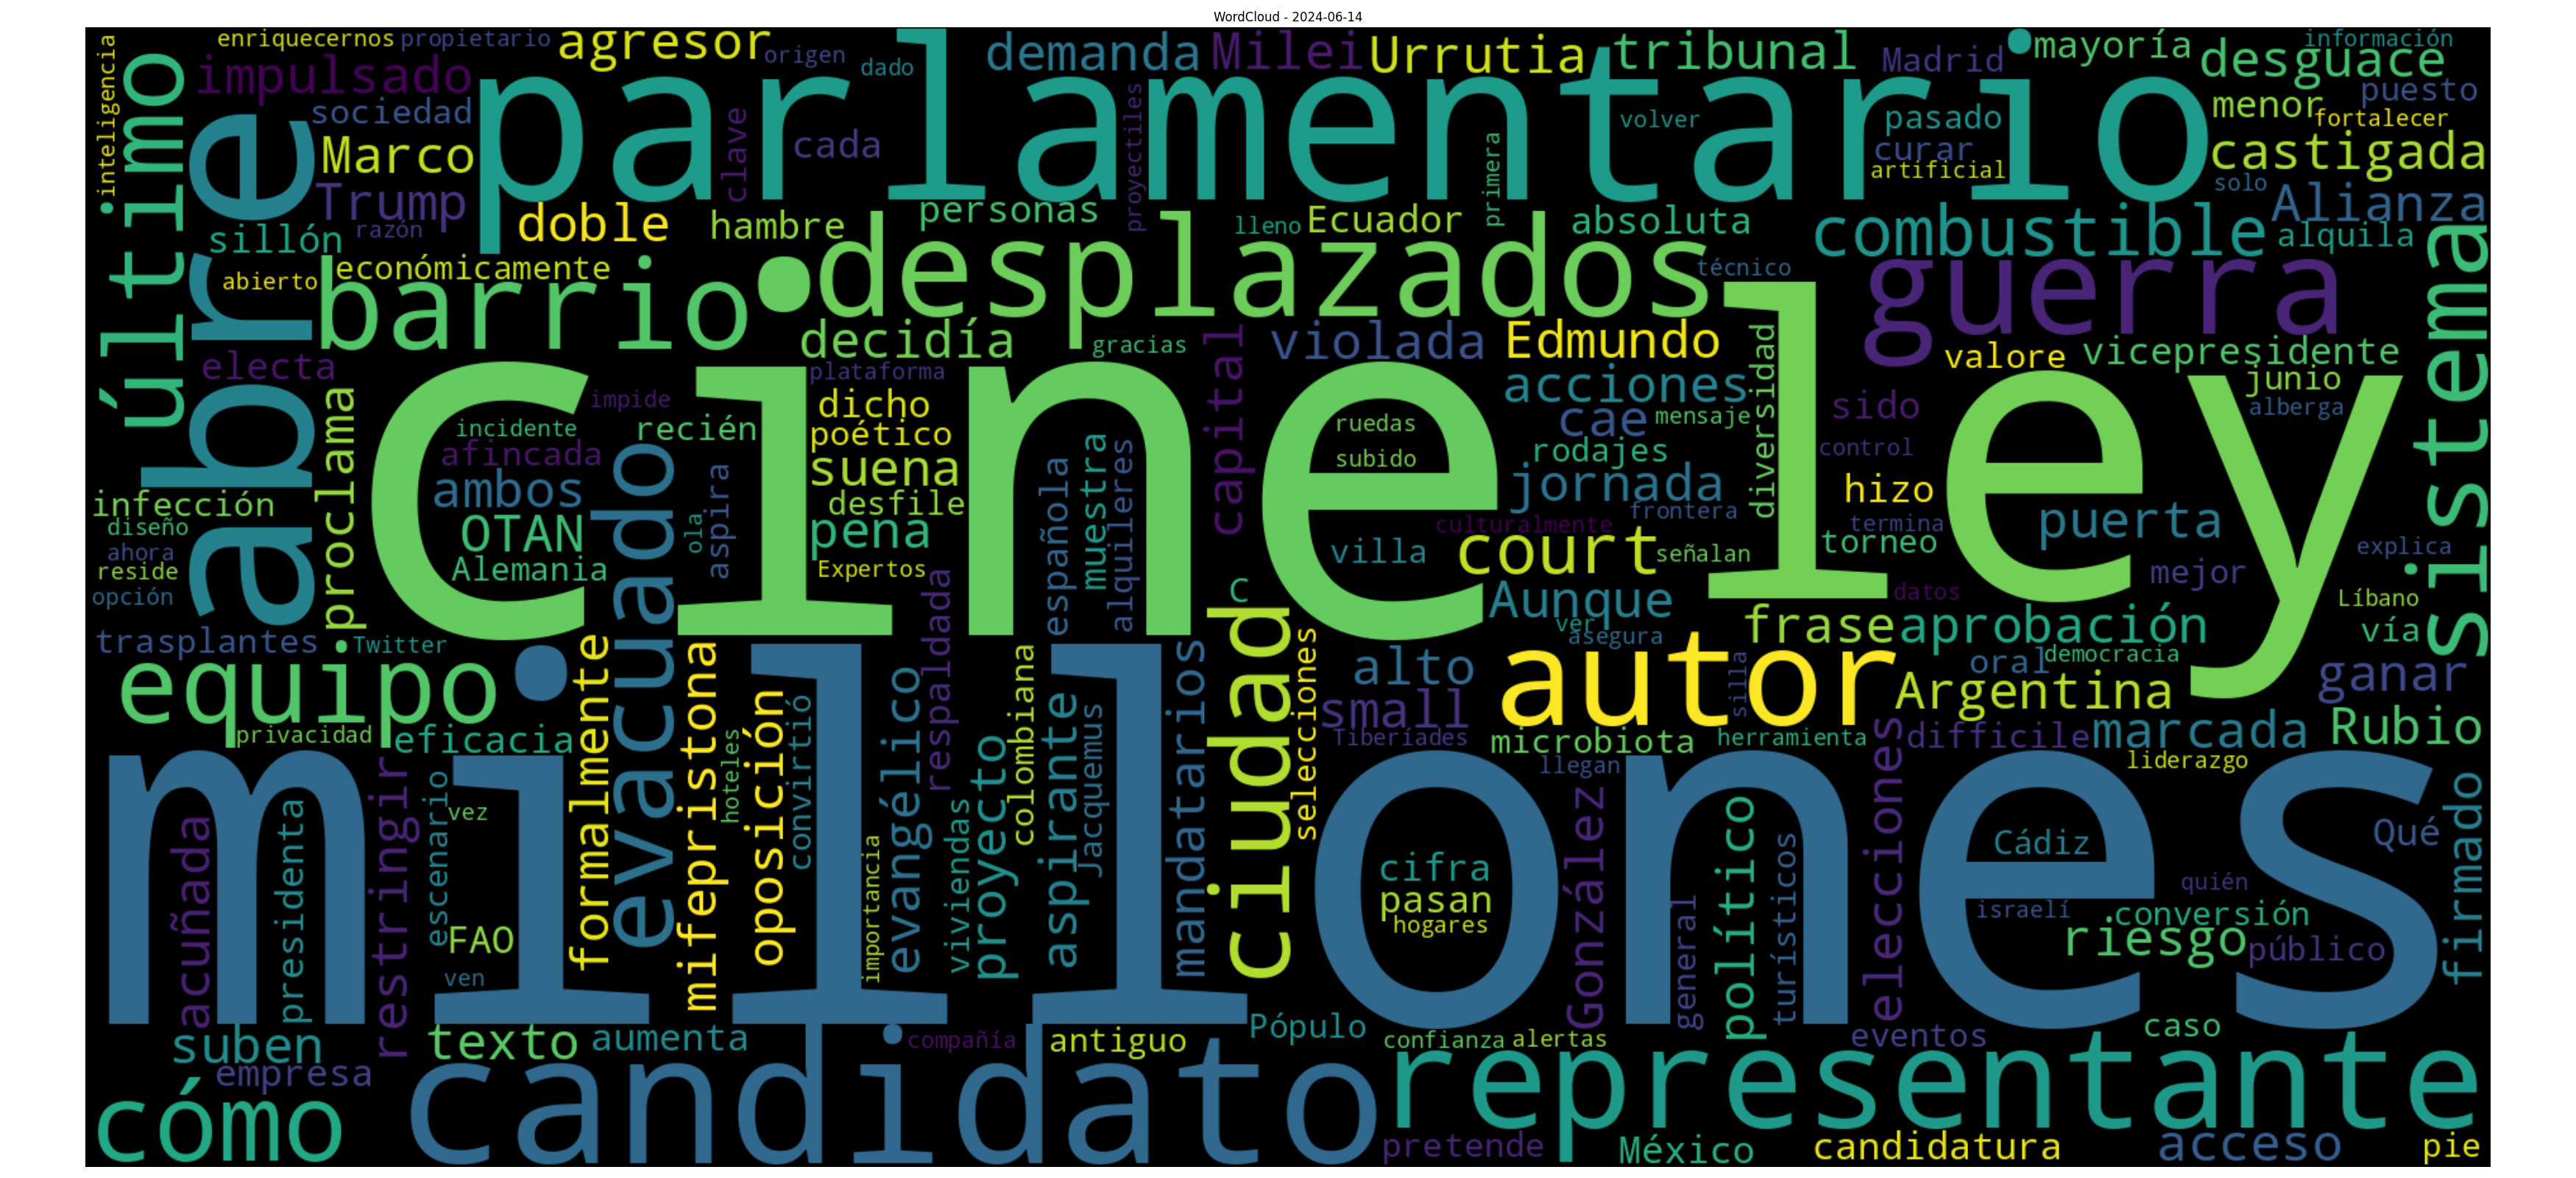 WordCloud - 2024-06-14
enriquecernos
propietario
agresor
origen
dado
demanda
Milei
Urrutia
tribunal
Madrid
mayoría
información
desguace
inteligencia
último
impulsado
parlamentario
sociedad
Marco
clave
cada
proyectiles
volver
primera
pasado
curar
artificial
menor
puesto
fortalecer
castigada
solo
Alianza
Trump
razón
sillón
abre
doble
hambre
personas
lleno
Ecuador
absoluta
combustible
alquila
sistema
abierto
económicamente
barrio
desplazados
técnico
guerra
decidía
gracias
capital
violada
Edmundo
diversidad
valore
vicepresidente
electa
proclama
cine
ley
plataforma
impide
dicho
acciones
junio
alberga
incidente
recién
poético
afincada
suena
ruedas
subido
cae
mensaje
rodajes
sido
control
infección
ambos
evacuado
aspira
desfile
española
muestra
alquileres
jornada
hizo
diseño
OTAN
ola
pena
culturalmente
frontera
termina
puerta
ahora
reside
Alemania
Expertos
villa
court
señalan
torneo
explica
opción
respaldada
c
Aunque
datos
mejor
Líbano
trasplantes
Twitter
ciudad
selecciones
ver
asegura
frase
aprobación
vía
equipo
formalmente
mifepristona
colombiana
mandatarios
alto
autor
silla
oral
democracia
Argentina
ganar
privacidad
eficacia
hoteles
oposición
convirtió
evangélico
proyecto
aspirante
Jacquemus
small
Tiberíades
microbiota
herramienta
elecciones
difficile
marcada
Rubio
millones
llegan
liderazgo
acuñada
presidenta
restringir
escenario
vez
importancia
viviendas
cifra
González
político
turísticos
Cádiz
Qué
firmado
FAO
pasan
hogares
general
quién
israelí
conversión
riesgo
público
ven
suben
texto
aumenta
compañía
antiguo
Pópulo
confianza
alertas
eventos
caso
empresa
cómo
candidato
representante
pretende
México
candidatura
acceso
pie